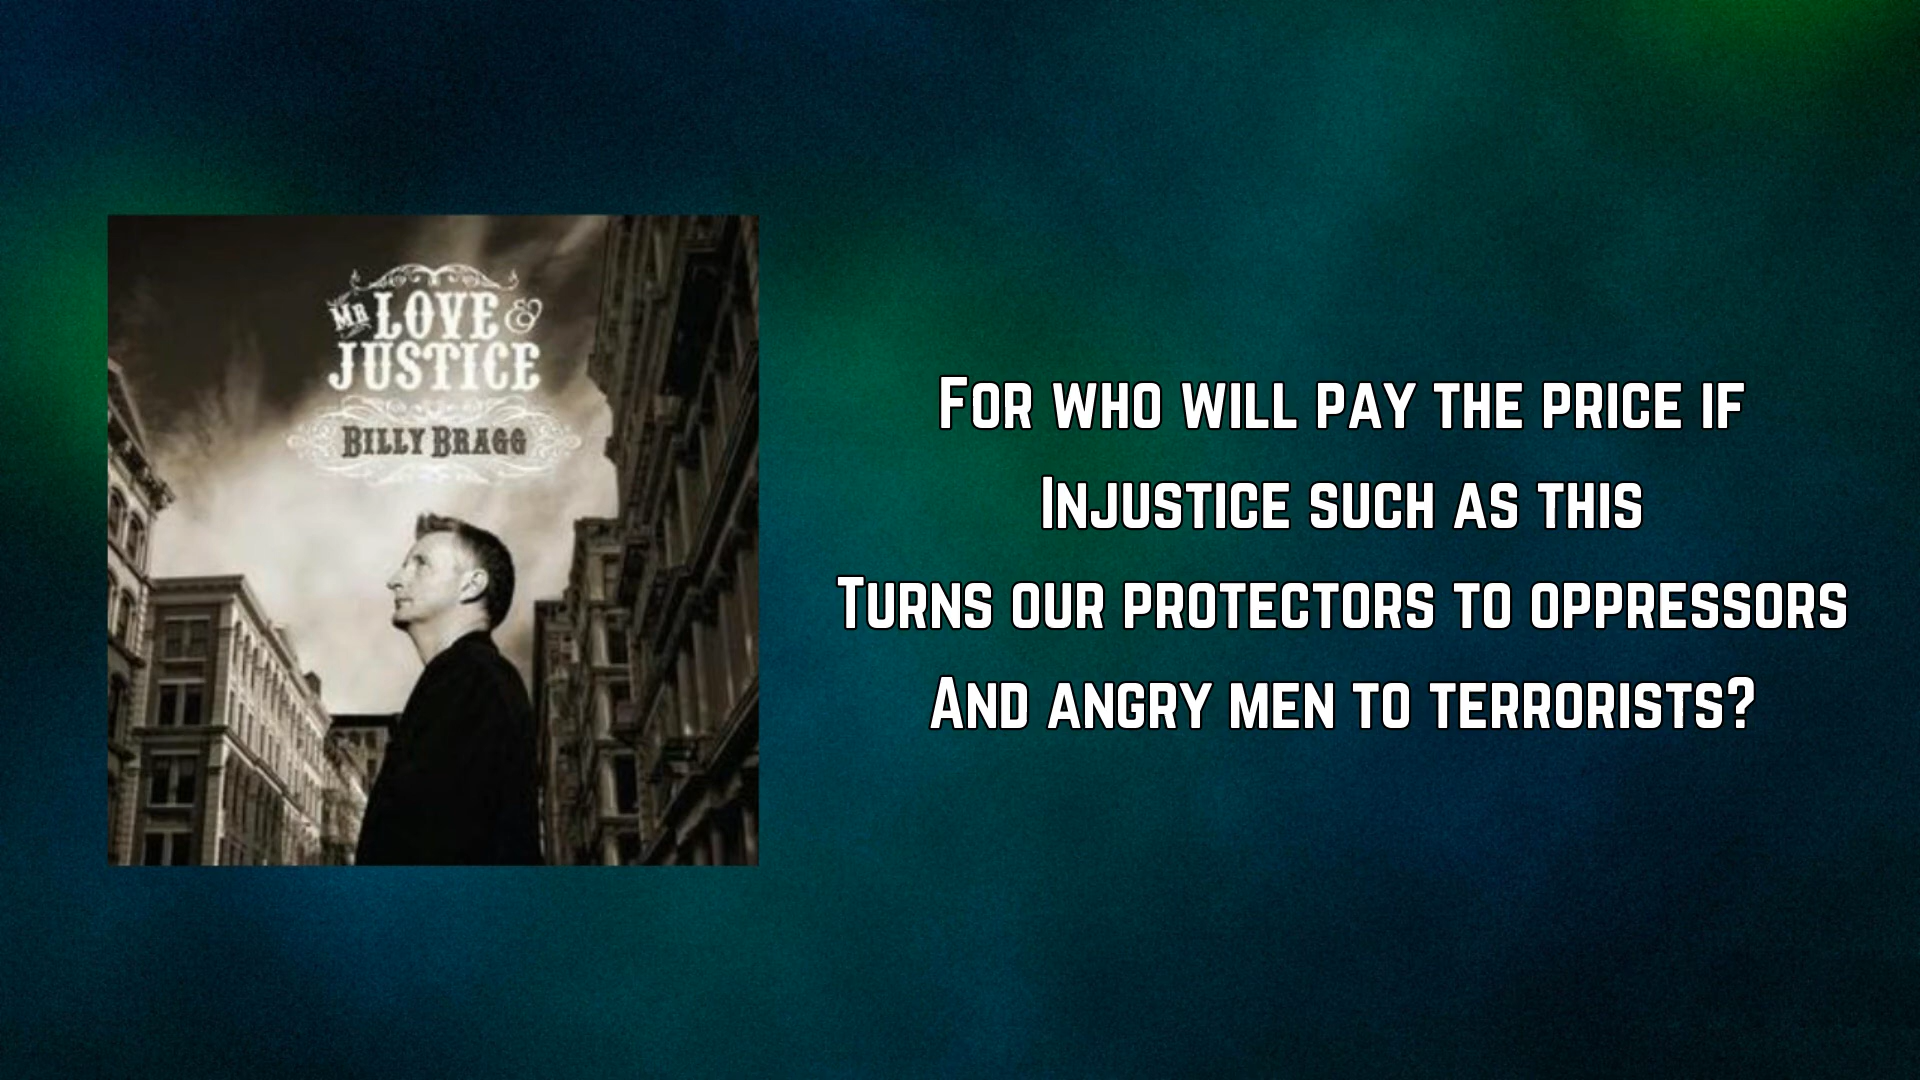 MR LOVE &
JUSTICE
BILLY BRAGG
FOR WHO WILL PAY THE PRICE IF
INJUSTICE SUCH AS THIS
TURNS OUR PROTECTORS TO OPPRESSORS
AND ANGRY MEN TO TERRORISTS?